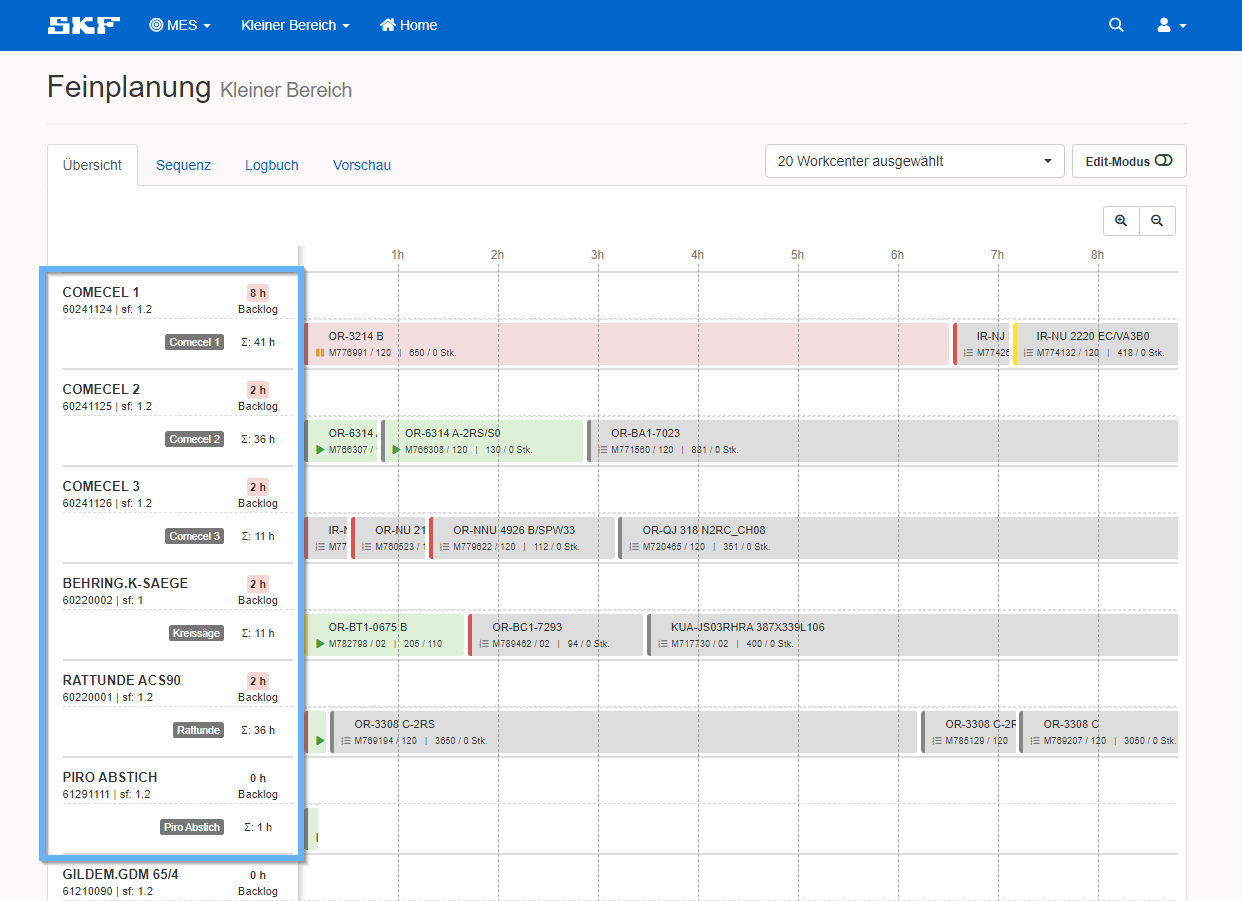 SKF MES Kleiner Bereich Home
Feinplanung Kleiner Bereich
Übersicht Sequenz Logbuch Vorschau 20 Workcenter ausgewählt Edit-Modus
1h 2h 3h 4h 5h 6h 7h 8h
COMECEL 1 8 h
60241124 | sf: 1.2 Backlog
Comecel 1 Σ: 41 h
OR-3214 B
M776991 / 120 | 650 / 0 Stk.
IR-NJ
M77426
IR-NU 2220 EC/VA3B0
M774132 / 120 | 418 / 0 Stk.
COMECEL 2 2 h
60241125 | sf: 1.2 Backlog
Comecel 2 Σ: 36 h
OR-6314
M766307 /
OR-6314 A-2RS/S0
M766308 / 120 | 130 / 0 Stk.
OR-BA1-7023
M771560 / 120 | 881 / 0 Stk.
COMECEL 3 2 h
60241126 | sf: 1.2 Backlog
Comecel 3 Σ: 11 h
IR-N
M77
OR-NU 21
M760523 / 1
OR-NNU 4926 B/SPW33
M779622 / 120 | 112 / 0 Stk.
OR-QJ 318 N2RC_CH08
M720465 / 120 | 351 / 0 Stk.
BEHRING.K-SAEGE 2 h
60220002 | sf: 1 Backlog
Kreissäge Σ: 11 h
OR-BT1-0675 B
M782798 / 02 | 205 / 110
OR-BC1-7293
M789462 / 02 | 94 / 0 Stk.
KUA-JS03RHRA 387X339L106
M717730 / 02 | 400 / 0 Stk.
RATTUNDE ACS90 2 h
60220001 | sf: 1.2 Backlog
Rattunde Σ: 36 h
OR-3308 C-2RS
M769194 / 120 | 3650 / 0 Stk.
OR-3308 C-2R
M785129 / 120
OR-3308 C
M769207 / 120 | 3050 / 0 Stk.
PIRO ABSTICH 0 h
61291111 | sf: 1.2 Backlog
Piro Abstich Σ: 1 h
GILDEM.GDM 65/4 0 h
61210090 | sf: 1.2 Backlog